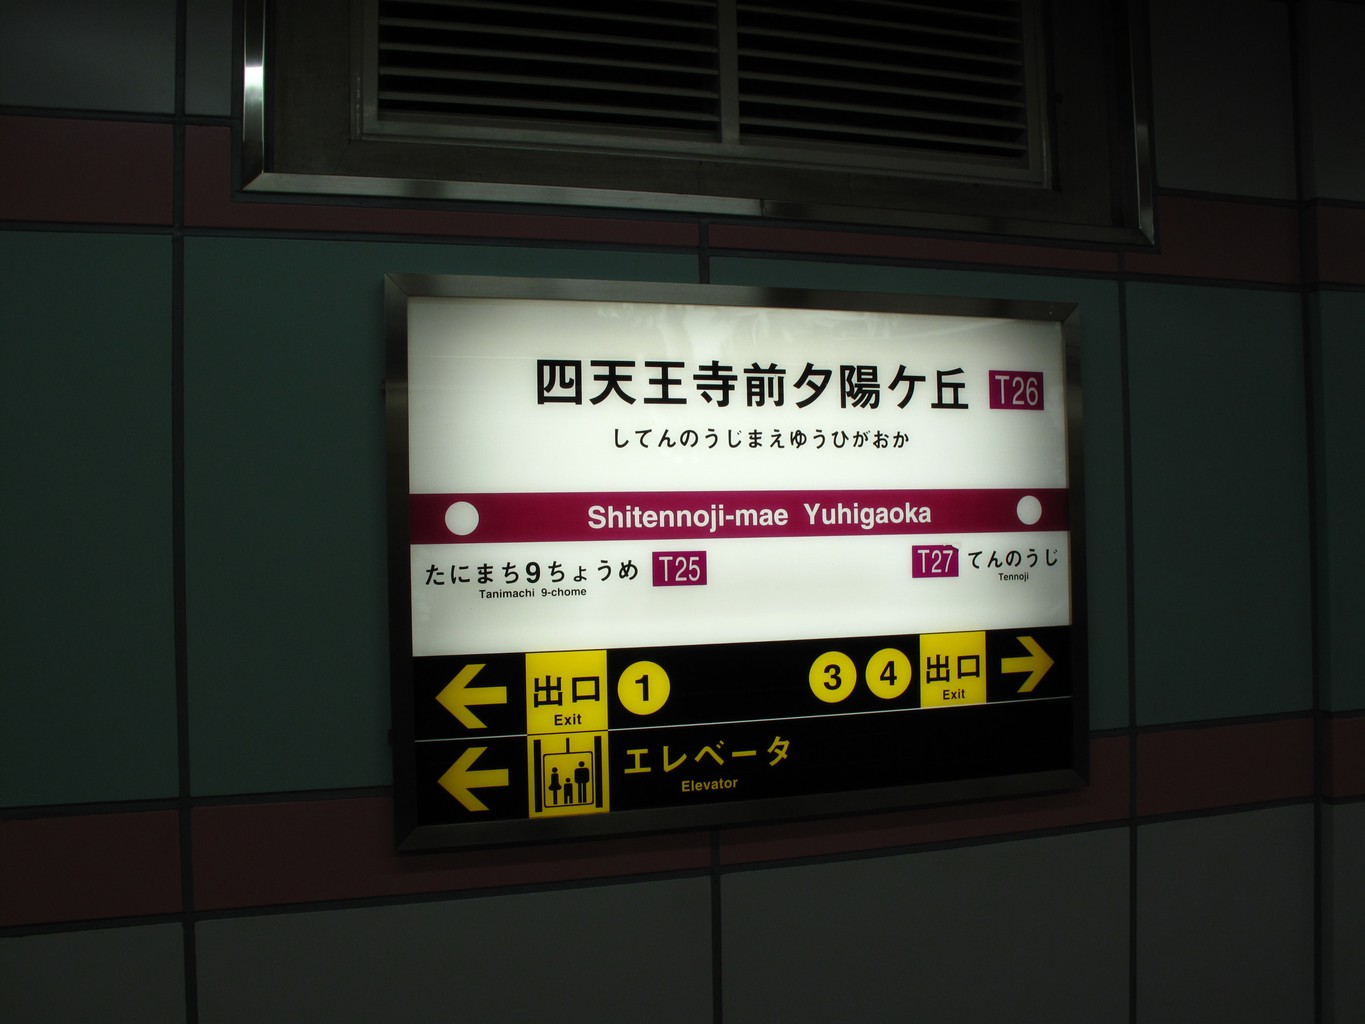 四天王寺前夕陽ケ丘 T26
してんのうじまえゆうひがおか
Shitennoji-mae Yuhigaoka
たにまち9ちょうめ T25 T27 てんのうじ
Tanimachi 9-chome Tennoji
出口 1 3 4 出口
Exit Exit
エレベータ
Elevator